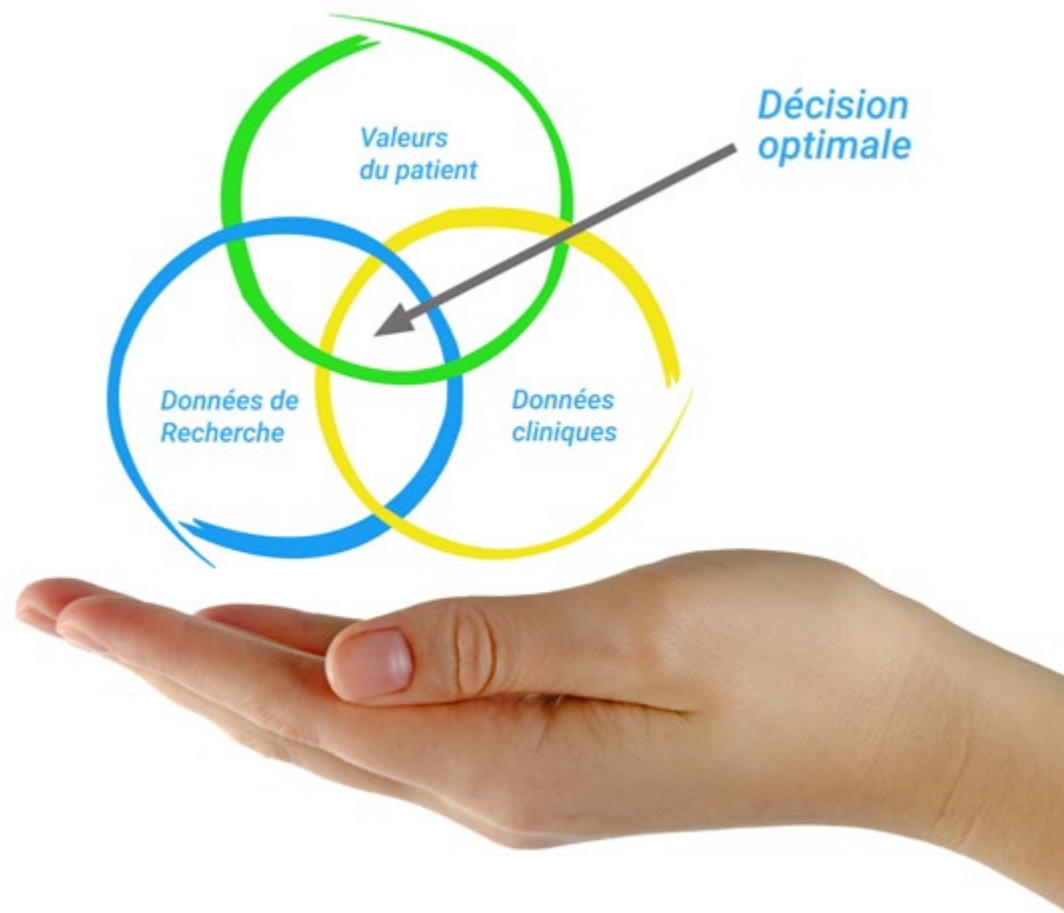 Valeurs
du patient
Décision
optimale
Données de
Recherche
Données
cliniques